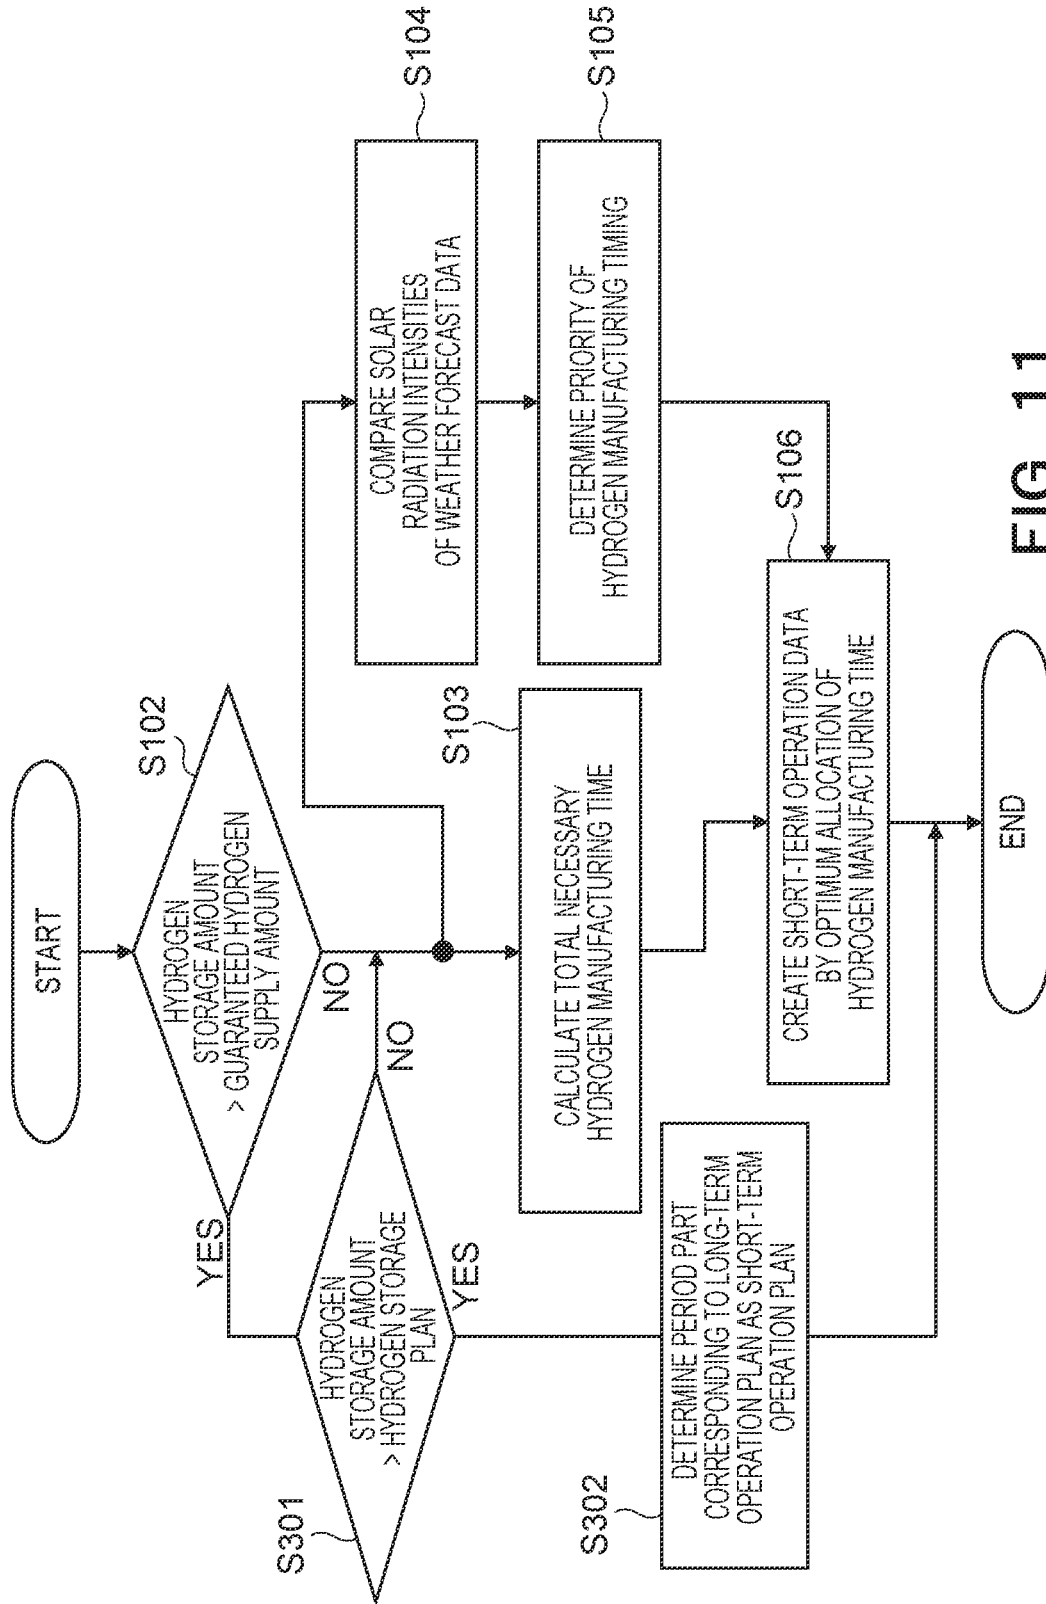 START
S102
HYDROGEN
STORAGE AMOUNT
> GUARANTEED HYDROGEN
SUPPLY AMOUNT
YES
NO
S301
HYDROGEN
STORAGE AMOUNT
> HYDROGEN STORAGE
PLAN
NO
YES
S104
COMPARE SOLAR
RADIATION INTENSITIES
OF WEATHER FORECAST DATA
S103
CALCULATE TOTAL NECESSARY
HYDROGEN MANUFACTURING TIME
S105
DETERMINE PRIORITY OF
HYDROGEN MANUFACTURING TIMING
S302
DETERMINE PERIOD PART
CORRESPONDING TO LONG-TERM
OPERATION PLAN AS SHORT-TERM
OPERATION PLAN
S106
CREATE SHORT-TERM OPERATION DATA
BY OPTIMUM ALLOCATION OF
HYDROGEN MANUFACTURING TIME
END
FIG 11